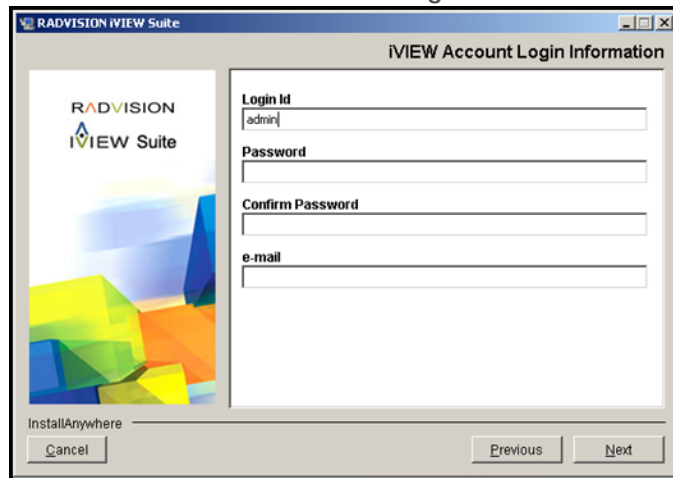 RADVISION iVIEW Suite
iVIEW Account Login Information
RADVISION
iVIEW Suite
Login Id
admin
Password
Confirm Password
e-mail
InstallAnywhere
Cancel
Previous
Next